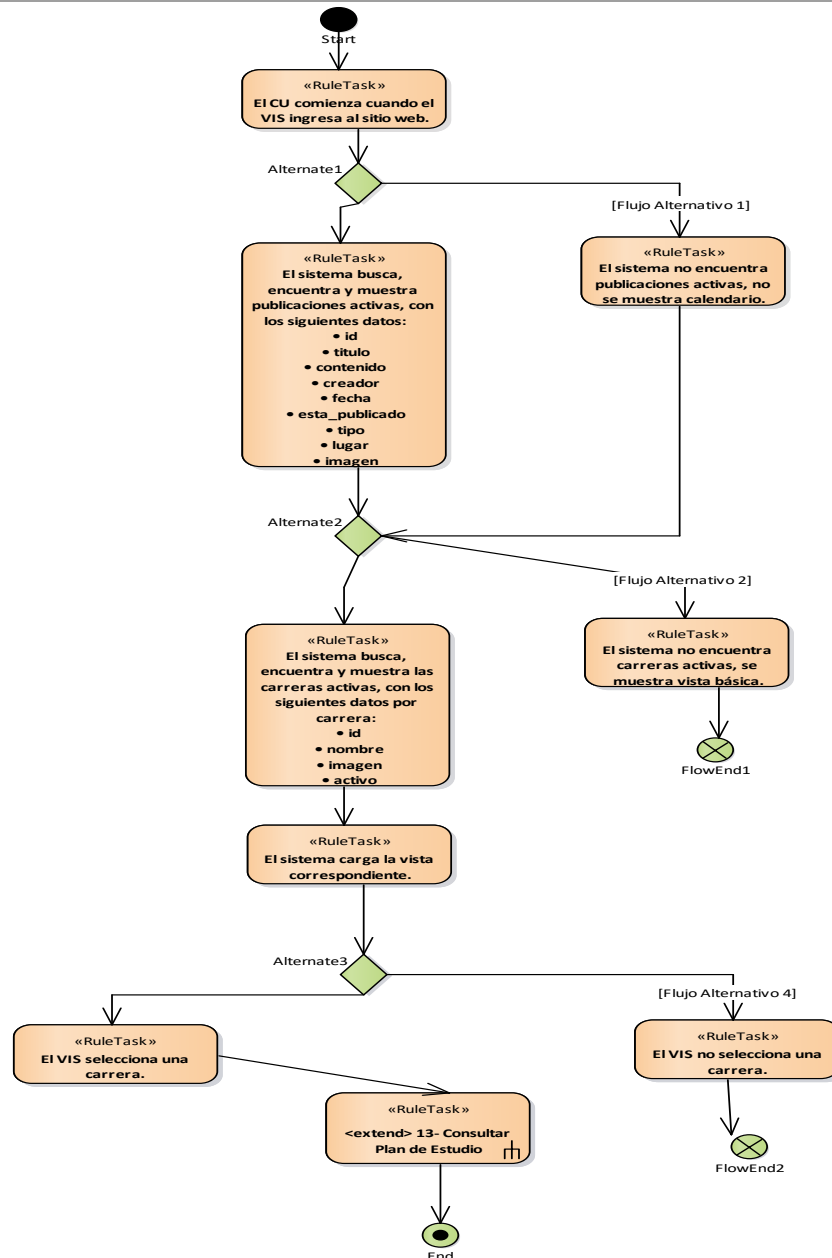 Start
«RuleTask»
El CU comienza cuando el
VIS ingresa al sitio web.
Alternate1
[Flujo Alternativo 1]
«RuleTask»
El sistema busca,
encuentra y muestra
publicaciones activas, con
los siguientes datos:
• id
• titulo
• contenido
• creador
• fecha
• esta_publicado
• tipo
• lugar
• imagen
«RuleTask»
El sistema no encuentra
publicaciones activas, no
se muestra calendario.
Alternate2
[Flujo Alternativo 2]
«RuleTask»
El sistema busca,
encuentra y muestra las
carreras activas, con los
siguientes datos por
carrera:
• id
• nombre
• imagen
• activo
«RuleTask»
El sistema no encuentra
carreras activas, se
muestra vista básica.
FlowEnd1
«RuleTask»
El sistema carga la vista
correspondiente.
Alternate3
[Flujo Alternativo 4]
«RuleTask»
El VIS selecciona una
carrera.
«RuleTask»
El VIS no selecciona una
carrera.
«RuleTask»
<extend> 13- Consultar
Plan de Estudio
FlowEnd2
End